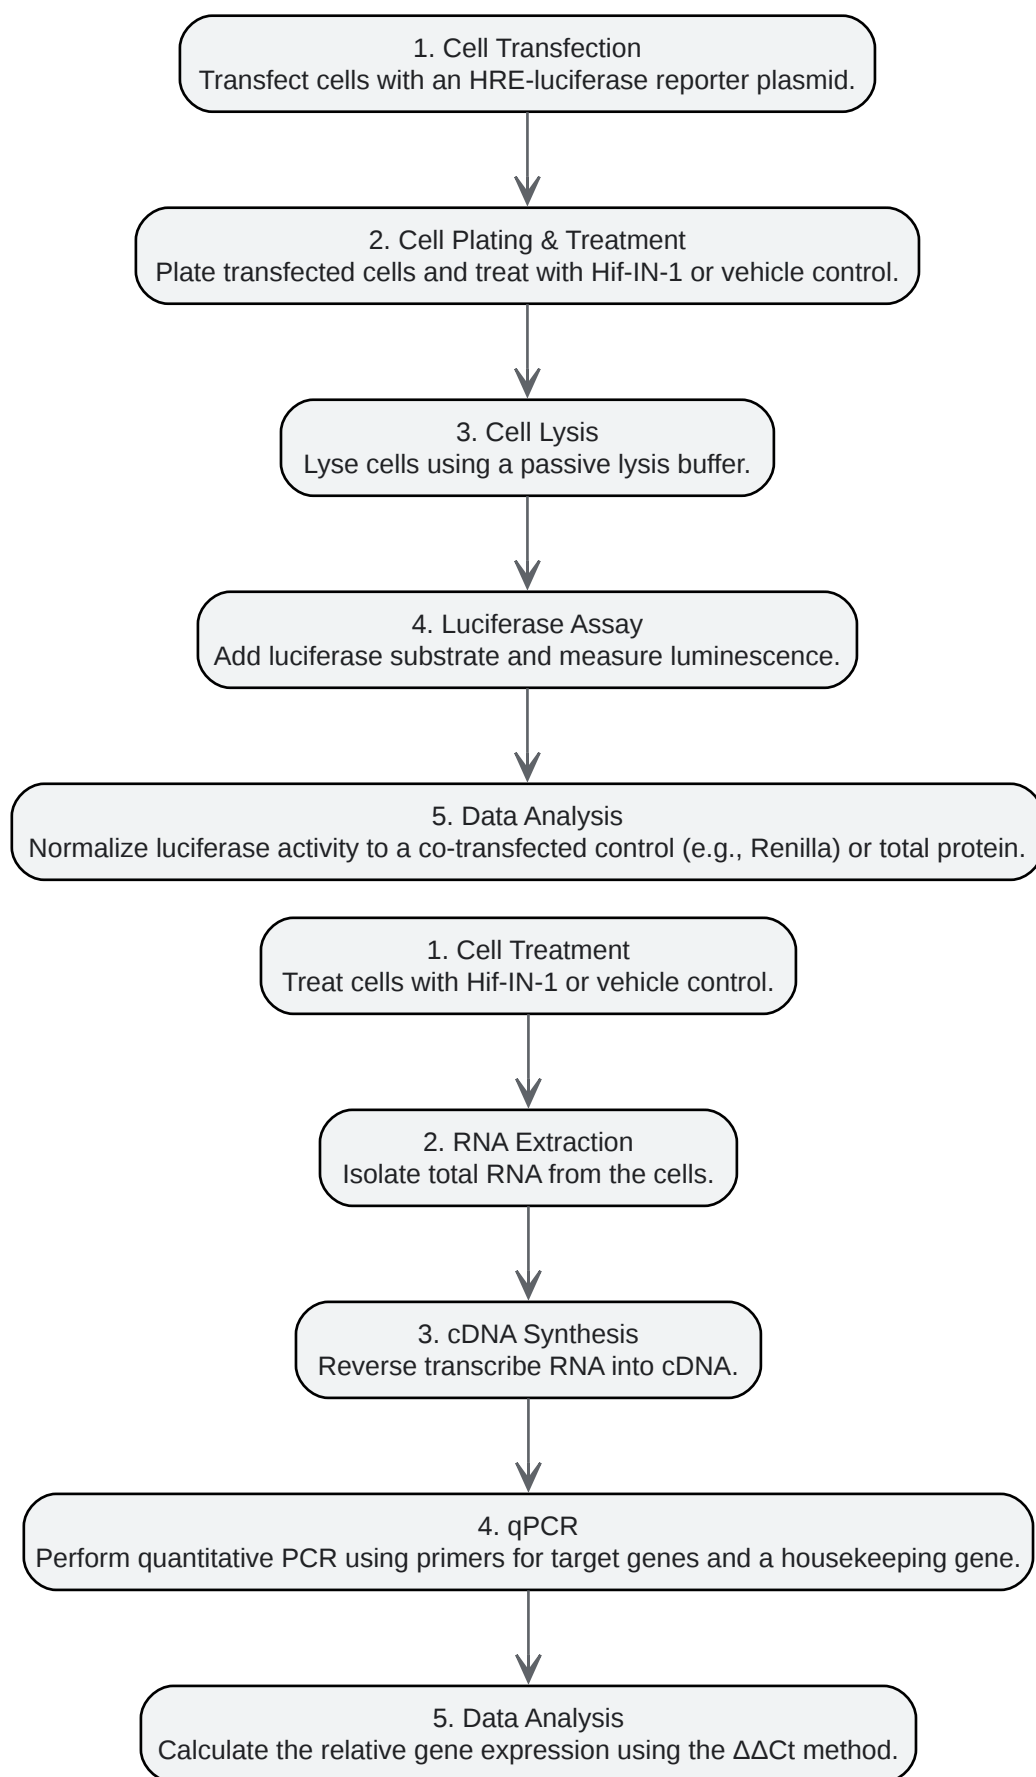 1. Cell Transfection
Transfect cells with an HRE-luciferase reporter plasmid.
2. Cell Plating & Treatment
Plate transfected cells and treat with Hif-IN-1 or vehicle control.
3. Cell Lysis
Lyse cells using a passive lysis buffer.
4. Luciferase Assay
Add luciferase substrate and measure luminescence.
5. Data Analysis
Normalize luciferase activity to a co-transfected control (e.g., Renilla) or total protein.
1. Cell Treatment
Treat cells with Hif-IN-1 or vehicle control.
2. RNA Extraction
Isolate total RNA from the cells.
3. cDNA Synthesis
Reverse transcribe RNA into cDNA.
4. qPCR
Perform quantitative PCR using primers for target genes and a housekeeping gene.
5. Data Analysis
Calculate the relative gene expression using the ΔΔCt method.